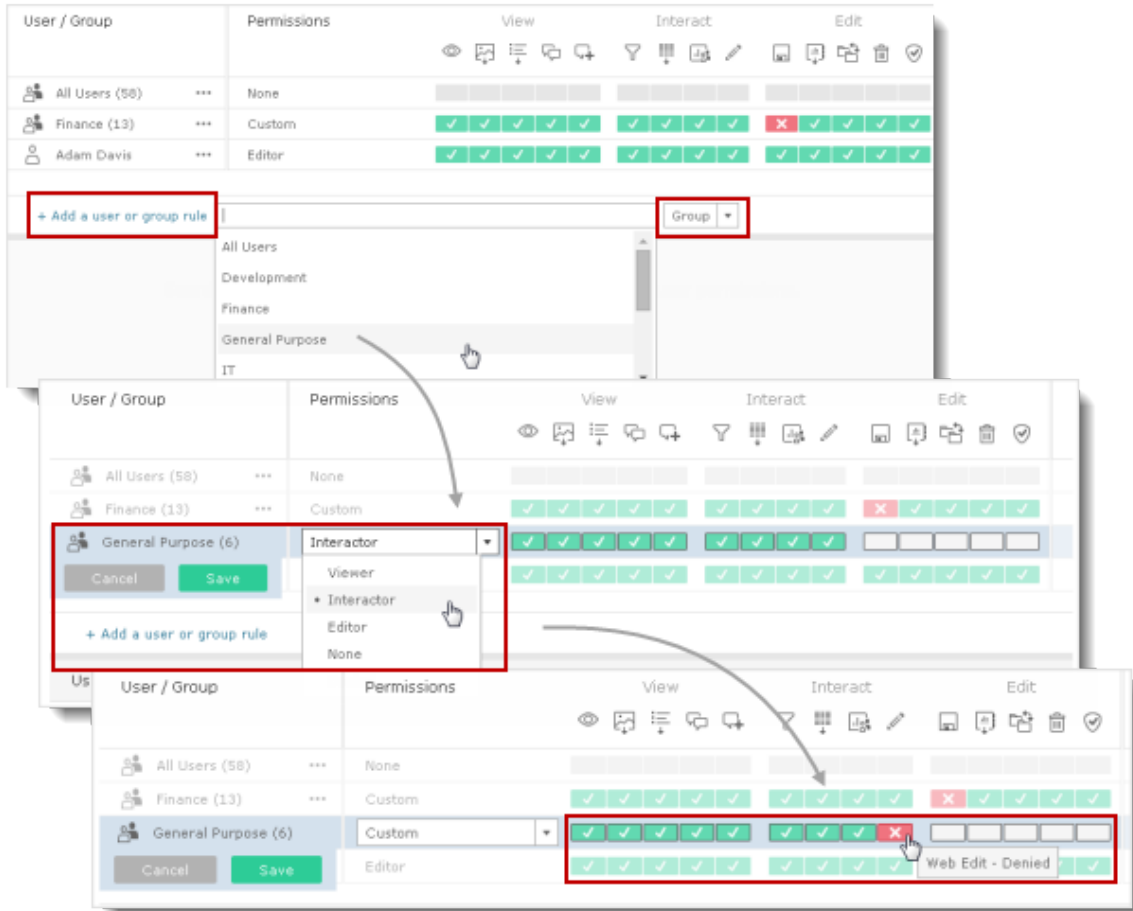 User / Group Permissions View Interact Edit
All Users (58) ••• None
Finance (13) ••• Custom
Adam Davis ••• Editor
+ Add a user or group rule Group
All Users
Development
Finance
General Purpose
IT
User / Group Permissions View Interact Edit
All Users (58) ••• None
Finance (13) ••• Custom
General Purpose (6) Interactor
Cancel Save
Viewer
• Interactor
Editor
None
+ Add a user or group rule
Us
User / Group Permissions View Interact Edit
All Users (58) ••• None
Finance (13) ••• Custom
General Purpose (6) Custom
Cancel Save Editor
Web Edit - Denied